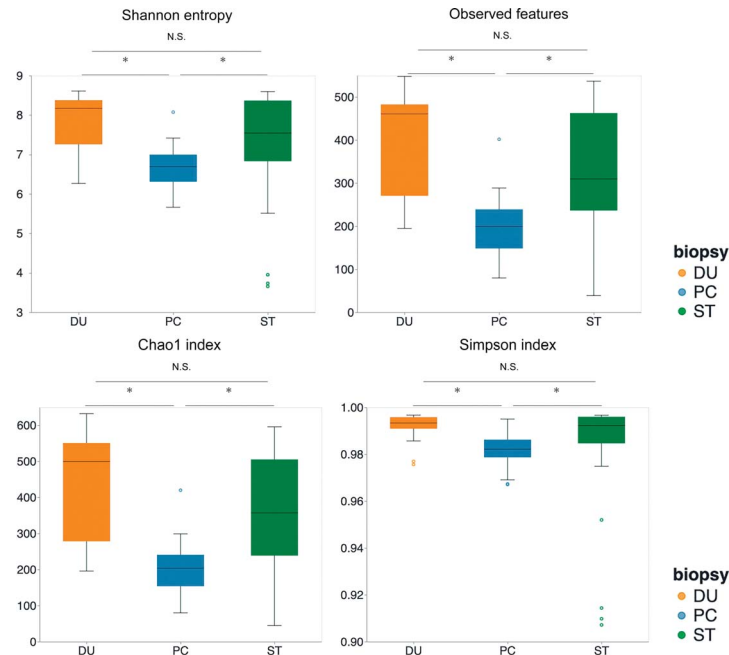 Shannon entropy
N.S.
* *
9
8
7
6
5
4
3
DU PC ST
Observed features
N.S.
* *
500
400
300
200
100
0
DU PC ST
biopsy
DU
PC
ST
Chao1 index
N.S.
* *
600
500
400
300
200
100
0
DU PC ST
Simpson index
N.S.
* *
1.00
0.98
0.96
0.94
0.92
0.90
DU PC ST
biopsy
DU
PC
ST